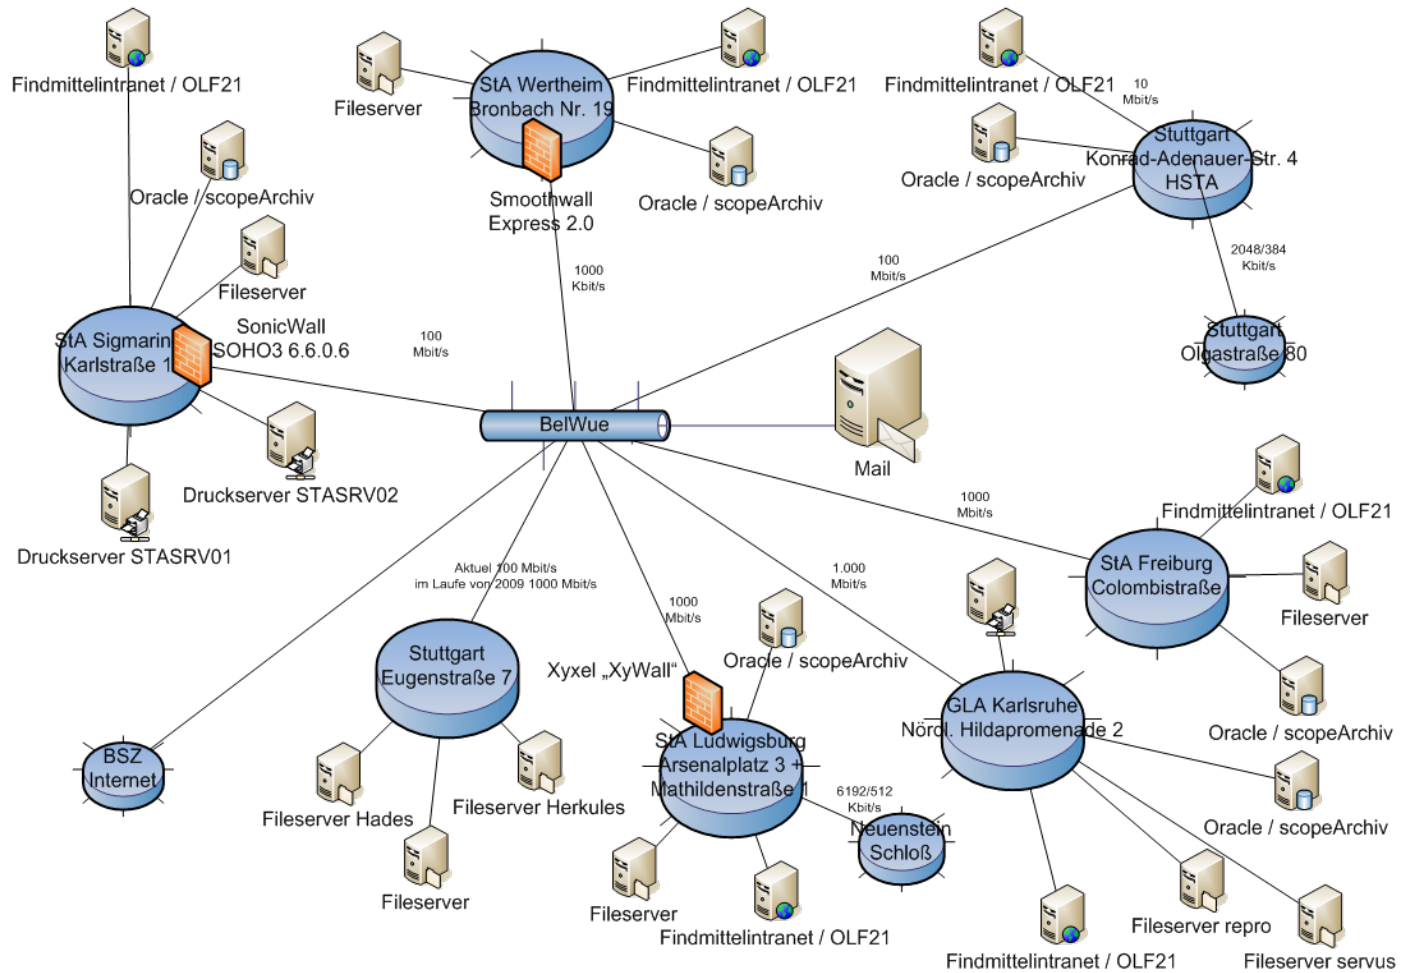 Findmittelintranet / OLF21
Oracle / scopeArchiv
Fileserver
StA Sigmarin
Karlstraße 1
SonicWall
SOHO3 6.6.0.6
Druckserver STASRV02
Druckserver STASRV01
100
Mbit/s
Fileserver
StA Wertheim
Bronbach Nr. 19
Findmittelintranet / OLF21
Oracle / scopeArchiv
Smoothwall
Express 2.0
1000
Kbit/s
Findmittelintranet / OLF21
10
Mbit/s
Oracle / scopeArchiv
Stuttgart
Konrad-Adenauer-Str. 4
HSTA
100
Mbit/s
2048/384
Kbit/s
Stuttgart
Olgastraße 80
BelWue
Mail
1000
Mbit/s
Findmittelintranet / OLF21
StA Freiburg
Colombistraße
Fileserver
Oracle / scopeArchiv
BSZ
Internet
Aktuel 100 Mbit/s
im Laufe von 2009 1000 Mbit/s
Stuttgart
Eugenstraße 7
Fileserver Hades
Fileserver Herkules
Fileserver
1000
Mbit/s
Xyxel „XyWall“
Oracle / scopeArchiv
StA Ludwigsburg
Arsenalplatz 3 +
Mathildenstraße 1
6192/512
Kbit/s
Neuenstein
Schloß
Fileserver
Findmittelintranet / OLF21
1.000
Mbit/s
GLA Karlsruhe
Nördl. Hildapromenade 2
Oracle / scopeArchiv
Fileserver repro
Findmittelintranet / OLF21
Fileserver servus